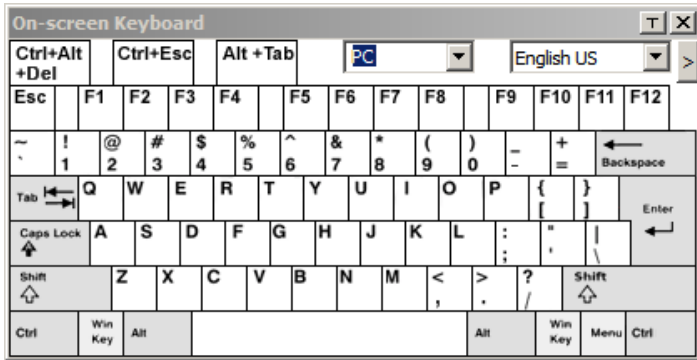 On-screen Keyboard T X
Ctrl+Alt +Del Ctrl+Esc Alt +Tab PC English US >
Esc F1 F2 F3 F4 F5 F6 F7 F8 F9 F10 F11 F12
~ ! @ # $ % ^ & * ( ) _ + Backspace
` 1 2 3 4 5 6 7 8 9 0 - =
Tab Q W E R T Y U I O P { } Enter
[ ]
Caps Lock A S D F G H J K L : " |
; ' \
Shift Z X C V B N M < > ? Shift
, . /
Ctrl Win Key Alt Alt Win Key Menu Ctrl